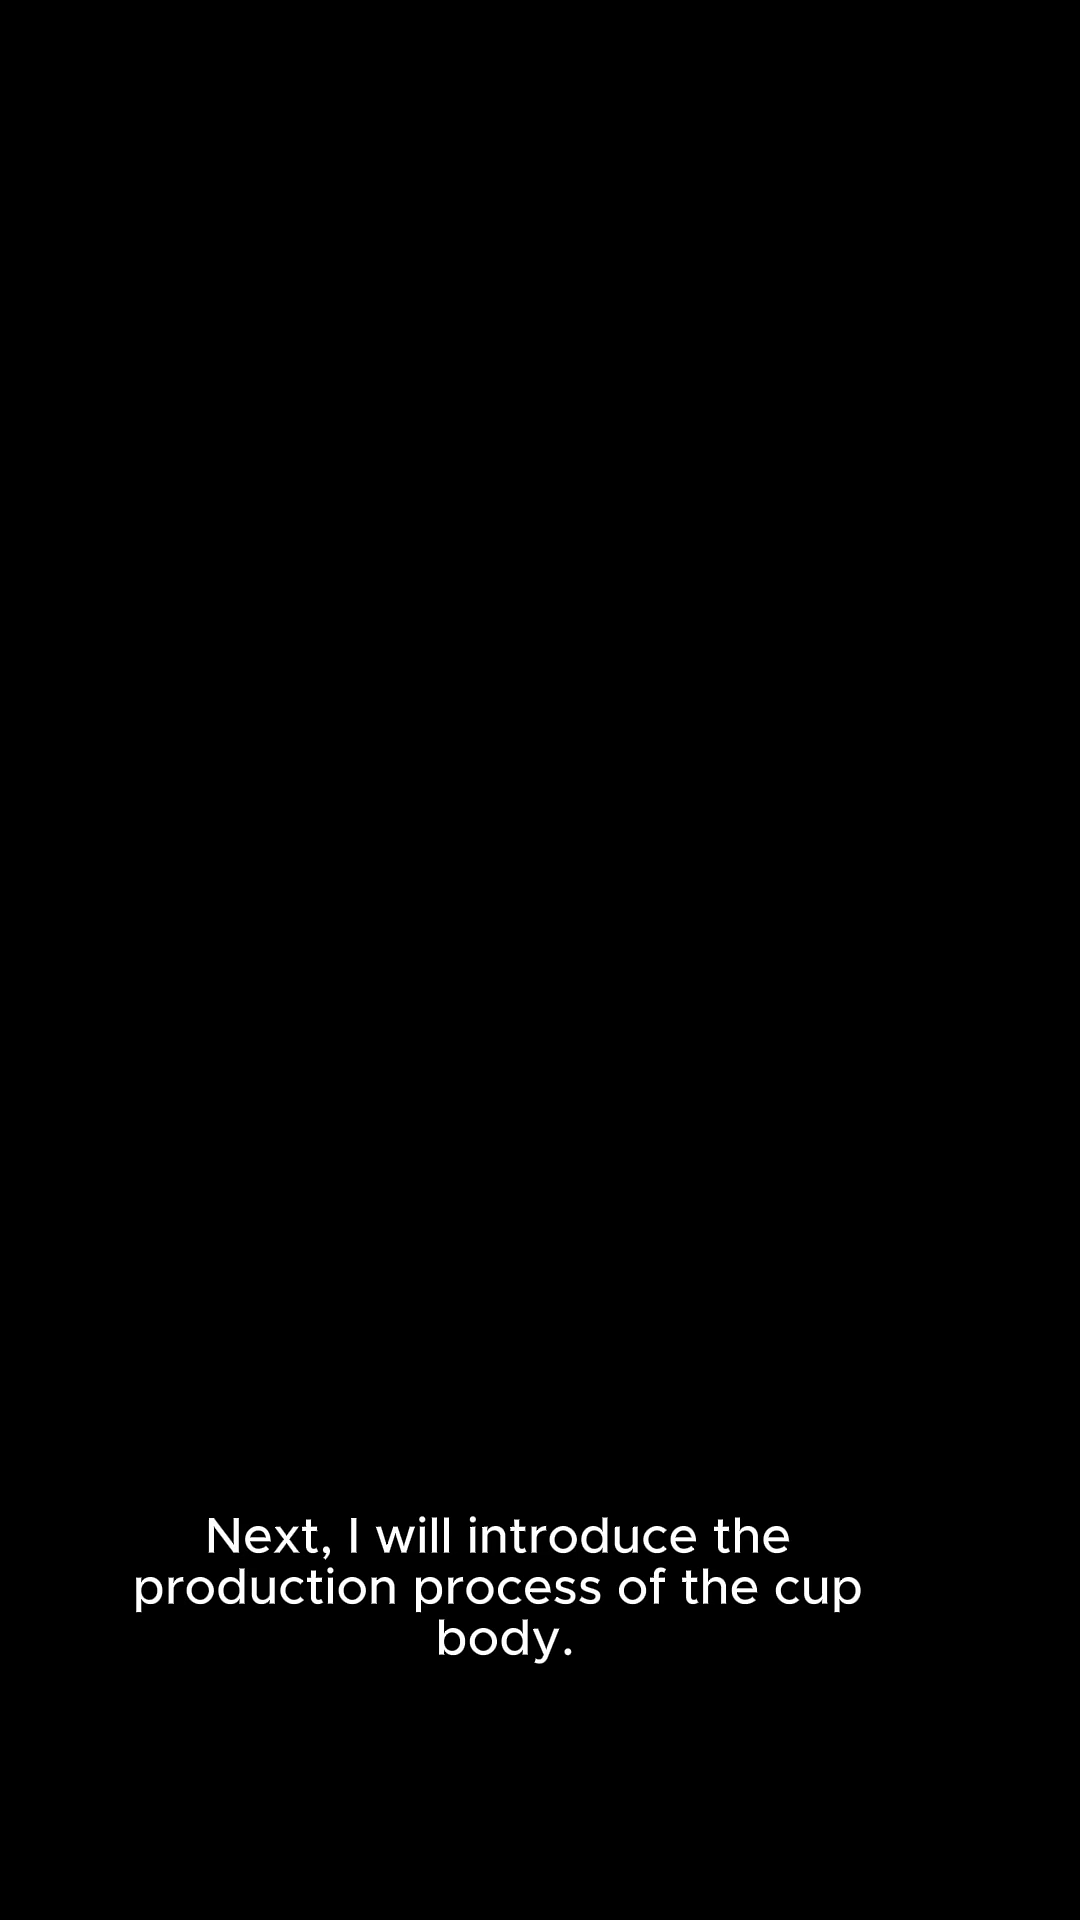 Next, I will introduce the
production process of the cup
body.